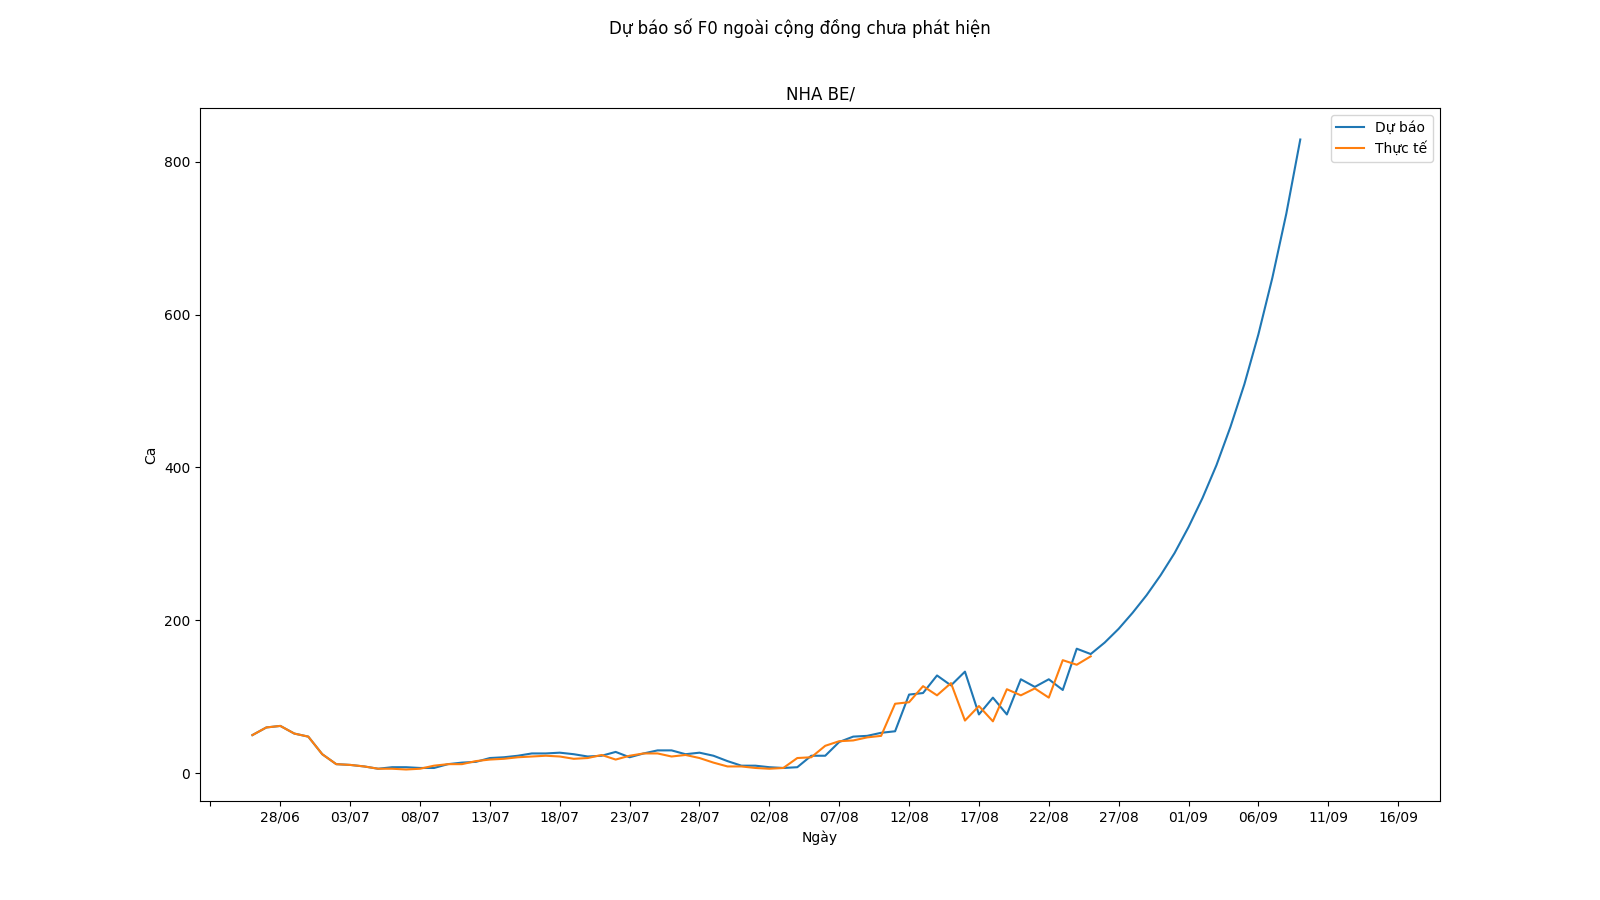 Dự báo số F0 ngoài cộng đồng chưa phát hiện
NHA BE/
Dự báo
Thực tế
800
600
400
200
0
Ca
28/06 03/07 08/07 13/07 18/07 23/07 28/07 02/08 07/08 12/08 17/08 22/08 27/08 01/09 06/09 11/09 16/09
Ngày